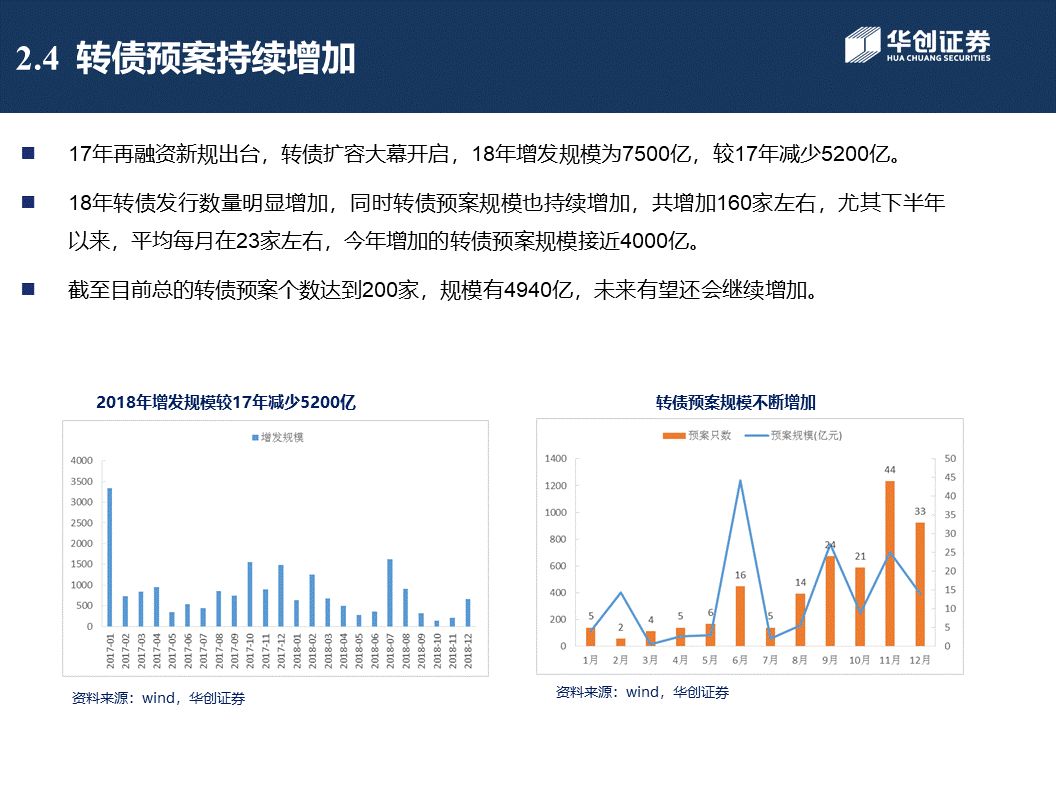 2.4 转债预案持续增加
华创证券
HUA CHUANG SECURITIES
17年再融资新规出台，转债扩容大幕开启，18年增发规模为7500亿，较17年减少5200亿。
18年转债发行数量明显增加，同时转债预案规模也持续增加，共增加160家左右，尤其下半年
以来，平均每月在23家左右，今年增加的转债预案规模接近4000亿。
截至目前总的转债预案个数达到200家，规模有4940亿，未来有望还会继续增加。
2018年增发规模较17年减少5200亿
增发规模
4000
3500
3000
2500
2000
1500
1000
500
0
2017-01 2017-02 2017-03 2017-04 2017-05 2017-06 2017-07 2017-08 2017-09 2017-10 2017-11 2017-12 2018-01 2018-02 2018-03 2018-04 2018-05 2018-06 2018-07 2018-08 2018-09 2018-10 2018-11 2018-12
资料来源：wind，华创证券
转债预案规模不断增加
预案只数 预案规模(亿元)
1400
1200
1000
800
600
400
200
0
50
45
40
35
30
25
20
15
10
5
0
5 2 4 5 6 16 5 14 24 21 44 33
1月 2月 3月 4月 5月 6月 7月 8月 9月 10月 11月 12月
资料来源：wind，华创证券